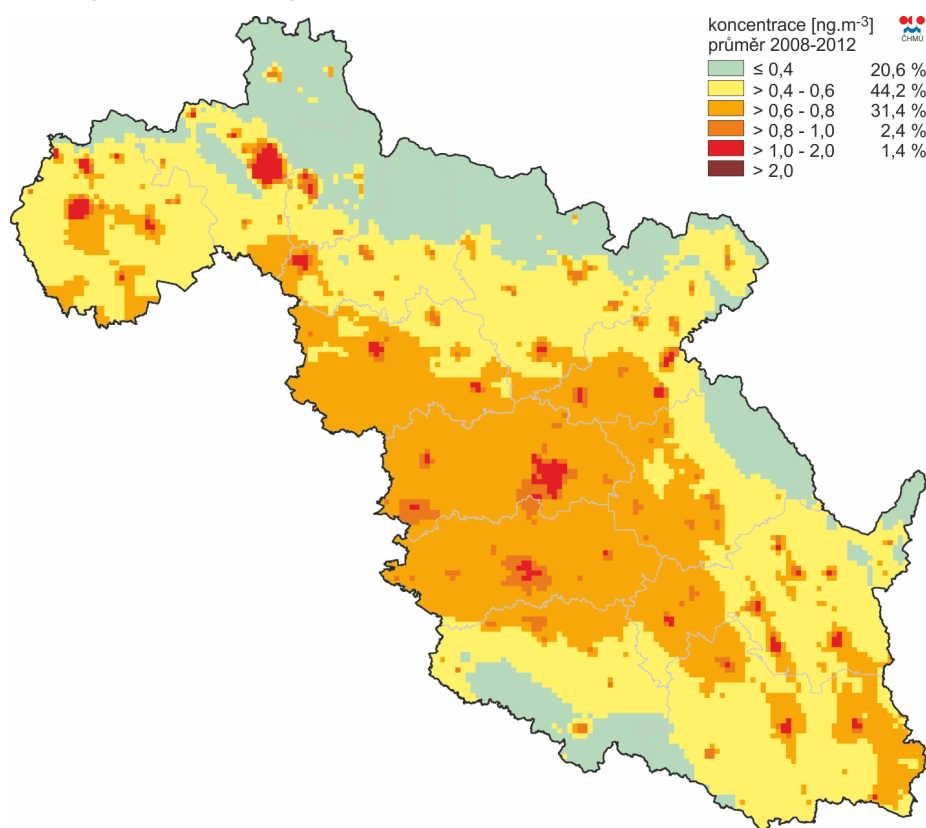 koncentrace [ng.m-3]
průměr 2008-2012
ČHMÚ
≤ 0,4 20,6 %
> 0,4 - 0,6 44,2 %
> 0,6 - 0,8 31,4 %
> 0,8 - 1,0 2,4 %
> 1,0 - 2,0 1,4 %
> 2,0